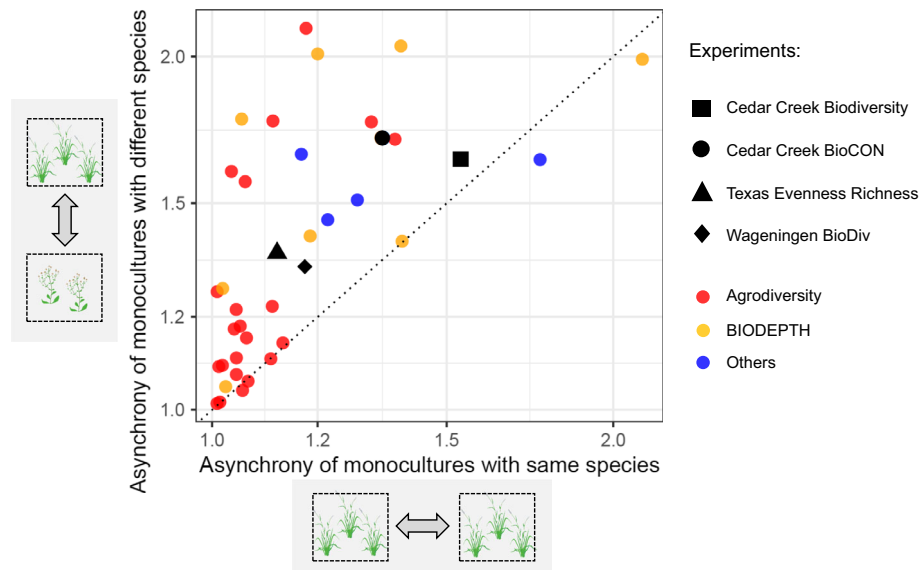 Asynchrony of monocultures with different species
2.0
1.5
1.2
1.0
1.0
1.2
1.5
2.0
Asynchrony of monocultures with same species
Experiments:
Cedar Creek Biodiversity
Cedar Creek BioCON
Texas Evenness Richness
Wageningen BioDiv
Agrodiversity
BIODEPTH
Others